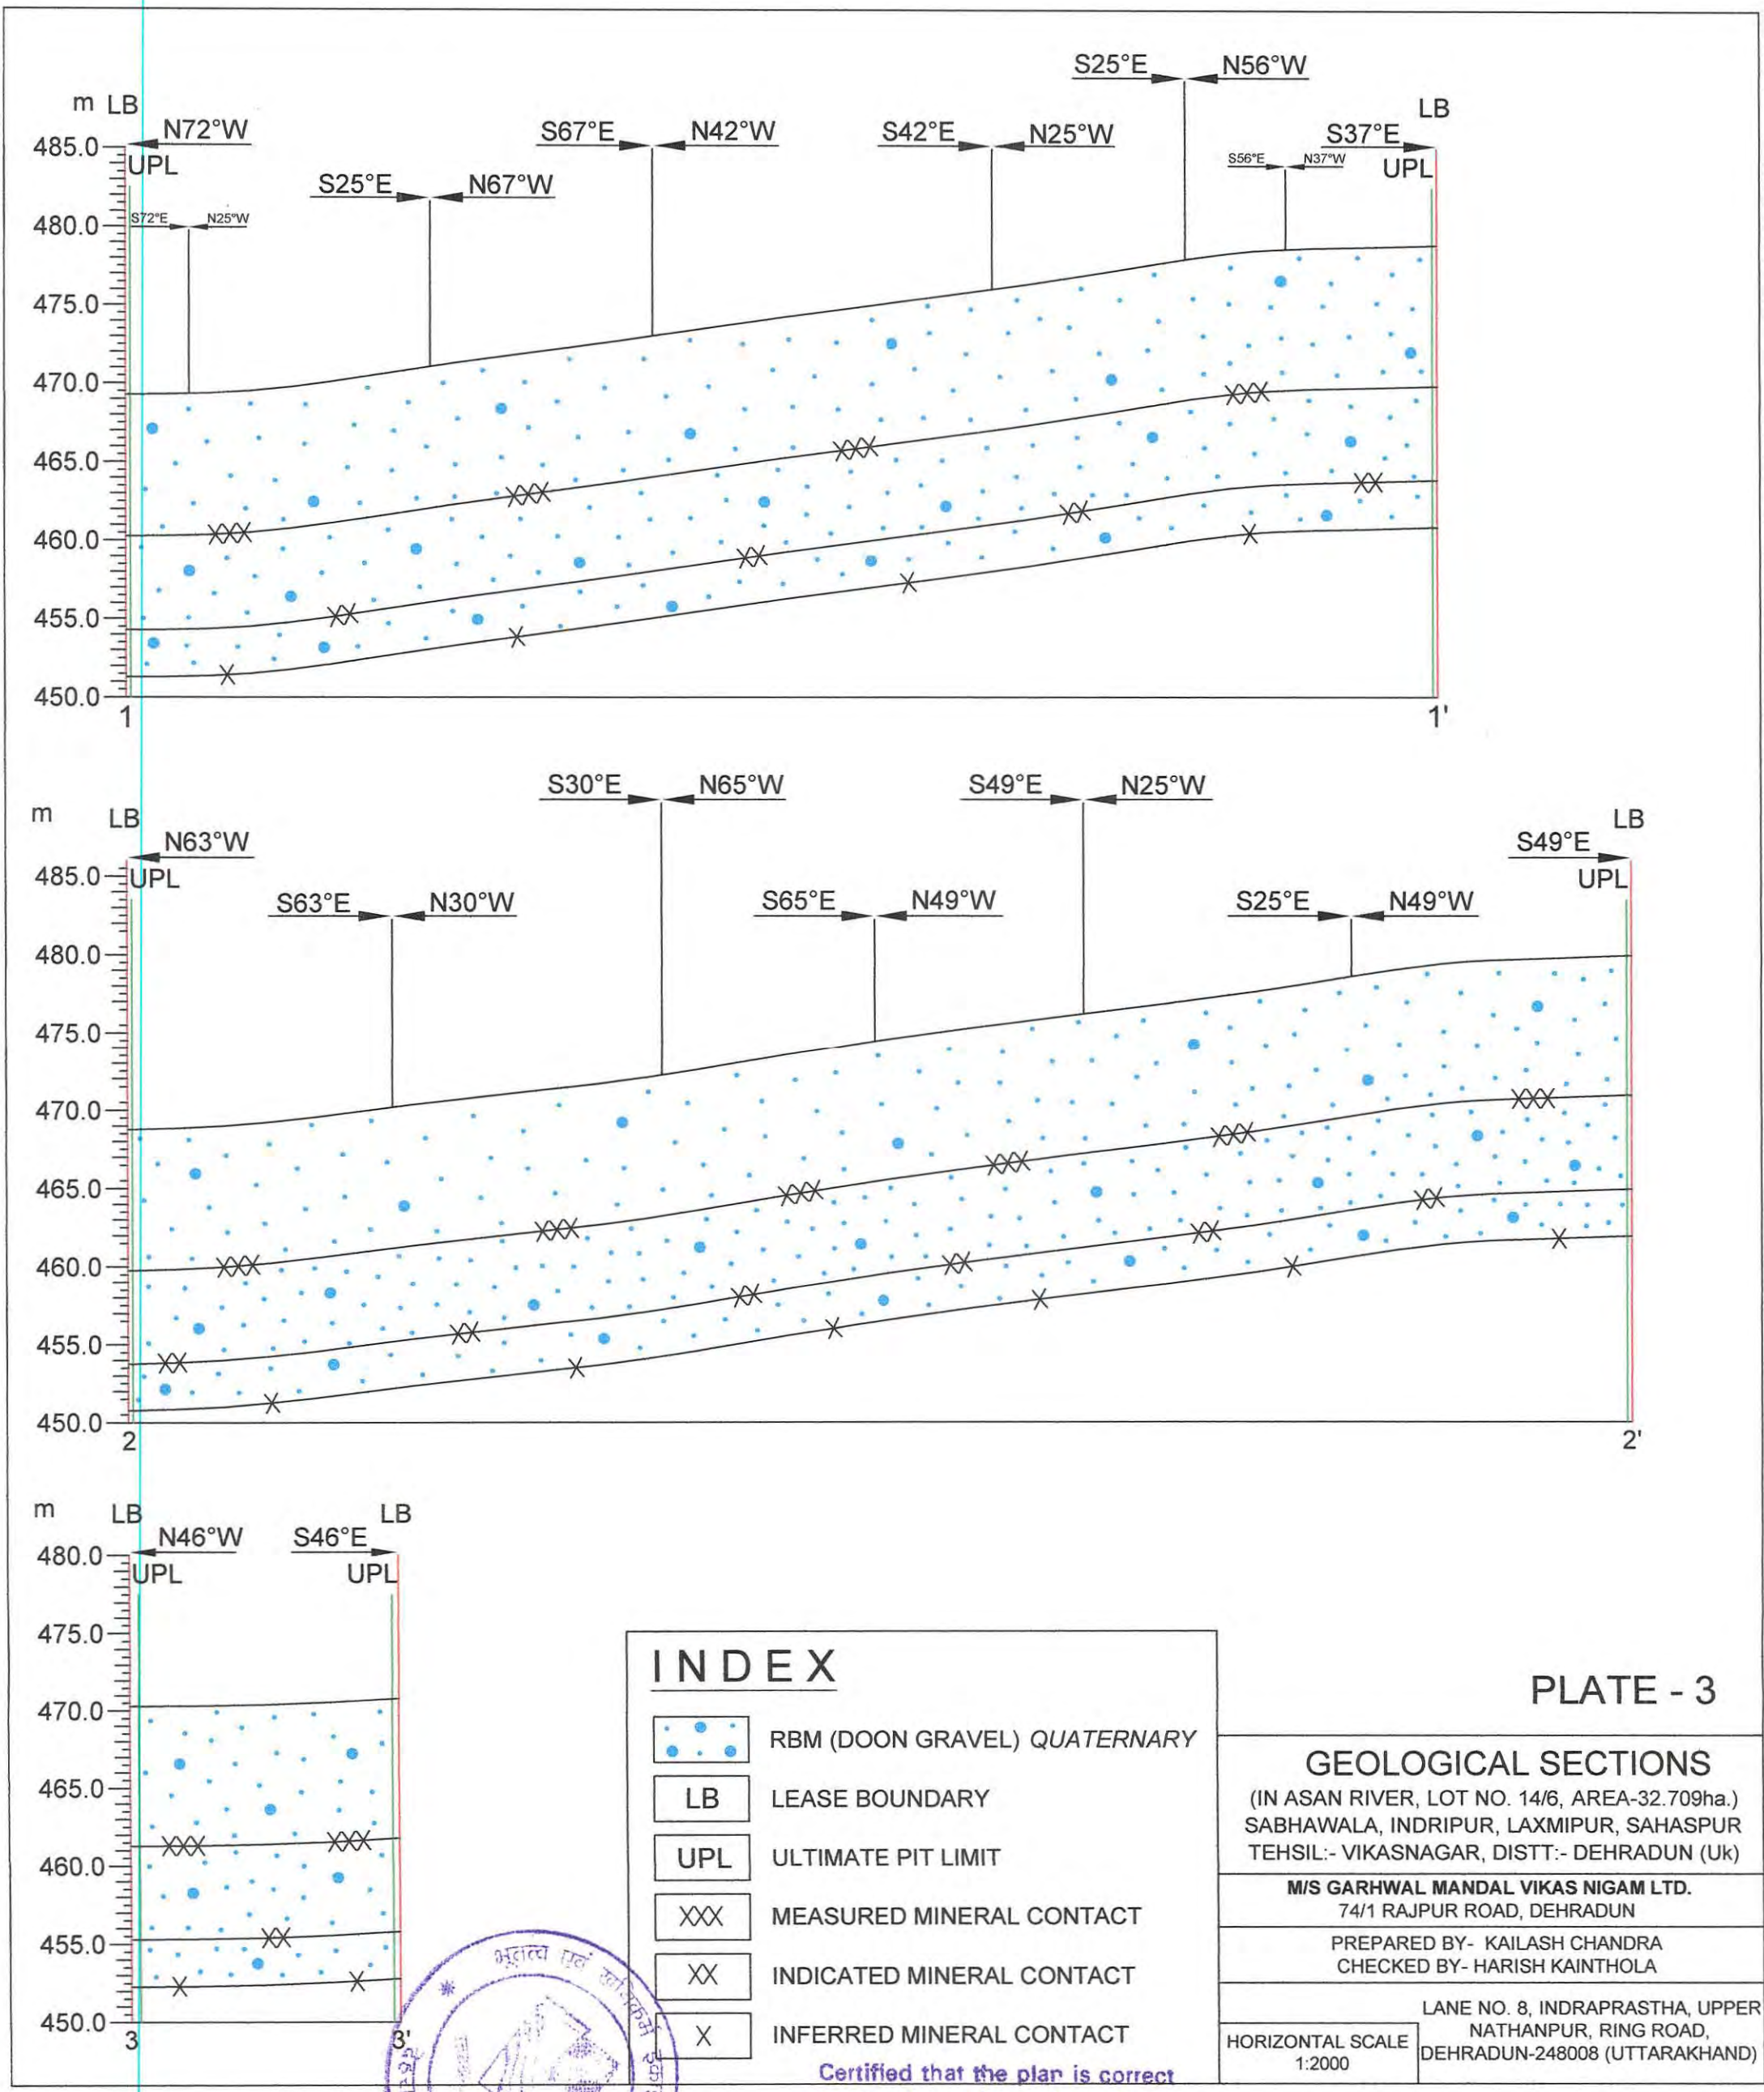 S25°E N56°W
m LB LB
N72°W S67°E N42°W S42°E N25°W S37°E
485.0
UPL S56°E N37°W UPL
S25°E N67°W
480.0 S72°E N25°W
475.0
470.0
465.0
460.0
455.0
450.0
1 1'
S30°E N65°W S49°E N25°W
m LB LB
N63°W S49°E
485.0 UPL UPL
S63°E N30°W S65°E N49°W S25°E N49°W
480.0
475.0
470.0
465.0
460.0
455.0
450.0
2 2'
m LB LB
N46°W S46°E
480.0
UPL UPL
475.0
470.0
465.0
460.0
455.0
450.0
3 3'
INDEX
RBM (DOON GRAVEL) QUATERNARY
LB LEASE BOUNDARY
UPL ULTIMATE PIT LIMIT
XXX MEASURED MINERAL CONTACT
XX INDICATED MINERAL CONTACT
X INFERRED MINERAL CONTACT
भूतत्व एवं
Certified that the plan is correct
PLATE - 3
GEOLOGICAL SECTIONS
(IN ASAN RIVER, LOT NO. 14/6, AREA-32.709ha.)
SABHAWALA, INDRIPUR, LAXMIPUR, SAHASPUR
TEHSIL:- VIKASNAGAR, DISTT:- DEHRADUN (Uk)
M/S GARHWAL MANDAL VIKAS NIGAM LTD.
74/1 RAJPUR ROAD, DEHRADUN
PREPARED BY- KAILASH CHANDRA
CHECKED BY- HARISH KAINTHOLA
HORIZONTAL SCALE
1:2000
LANE NO. 8, INDRAPRASTHA, UPPER
NATHANPUR, RING ROAD,
DEHRADUN-248008 (UTTARAKHAND)